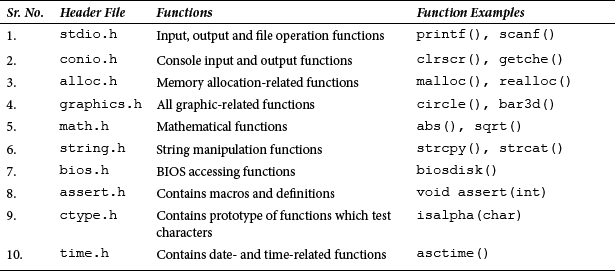 Sr. No. Header File Functions Function Examples
1. stdio.h Input, output and file operation functions printf(), scanf()
2. conio.h Console input and output functions clrscr(), getche()
3. alloc.h Memory allocation-related functions malloc(), realloc()
4. graphics.h All graphic-related functions circle(), bar3d()
5. math.h Mathematical functions abs(), sqrt()
6. string.h String manipulation functions strcpy(), strcat()
7. bios.h BIOS accessing functions biosdisk()
8. assert.h Contains macros and definitions void assert(int)
9. ctype.h Contains prototype of functions which test isalpha(char)
characters
10. time.h Contains date- and time-related functions asctime()